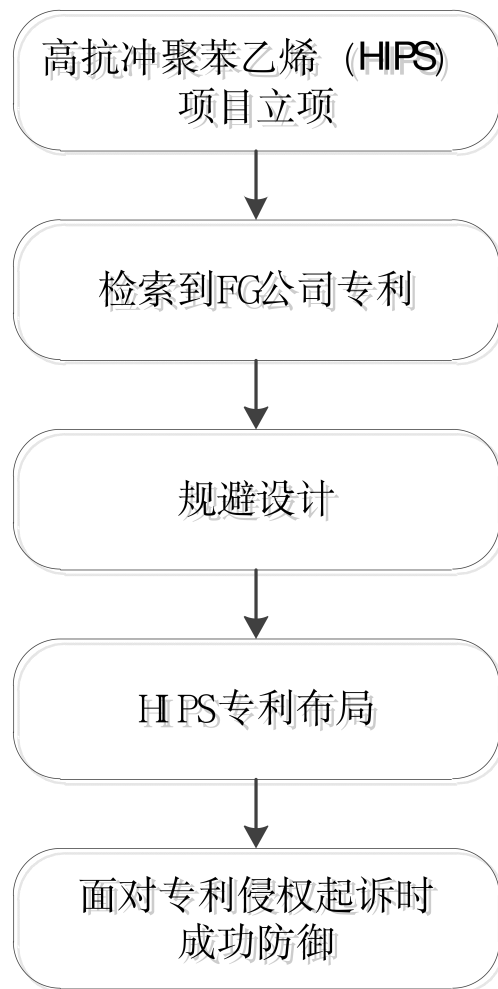 高抗冲聚苯乙烯（HIPS）
项目立项
检索到FG公司专利
规避设计
HIPS专利布局
面对专利侵权起诉时
成功防御